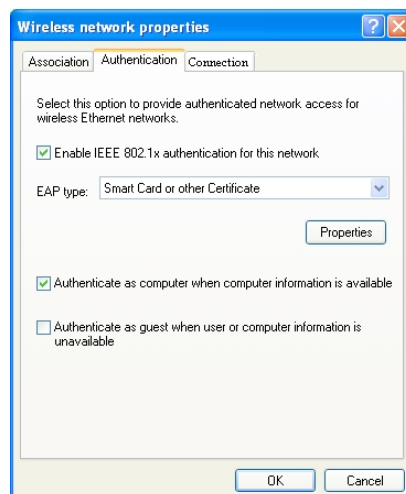 Wireless network properties
Association Authentication Connection
Select this option to provide authenticated network access for
wireless Ethernet networks.
Enable IEEE 802.1x authentication for this network
EAP type: Smart Card or other Certificate
Properties
Authenticate as computer when computer information is available
Authenticate as guest when user or computer information is
unavailable
OK Cancel